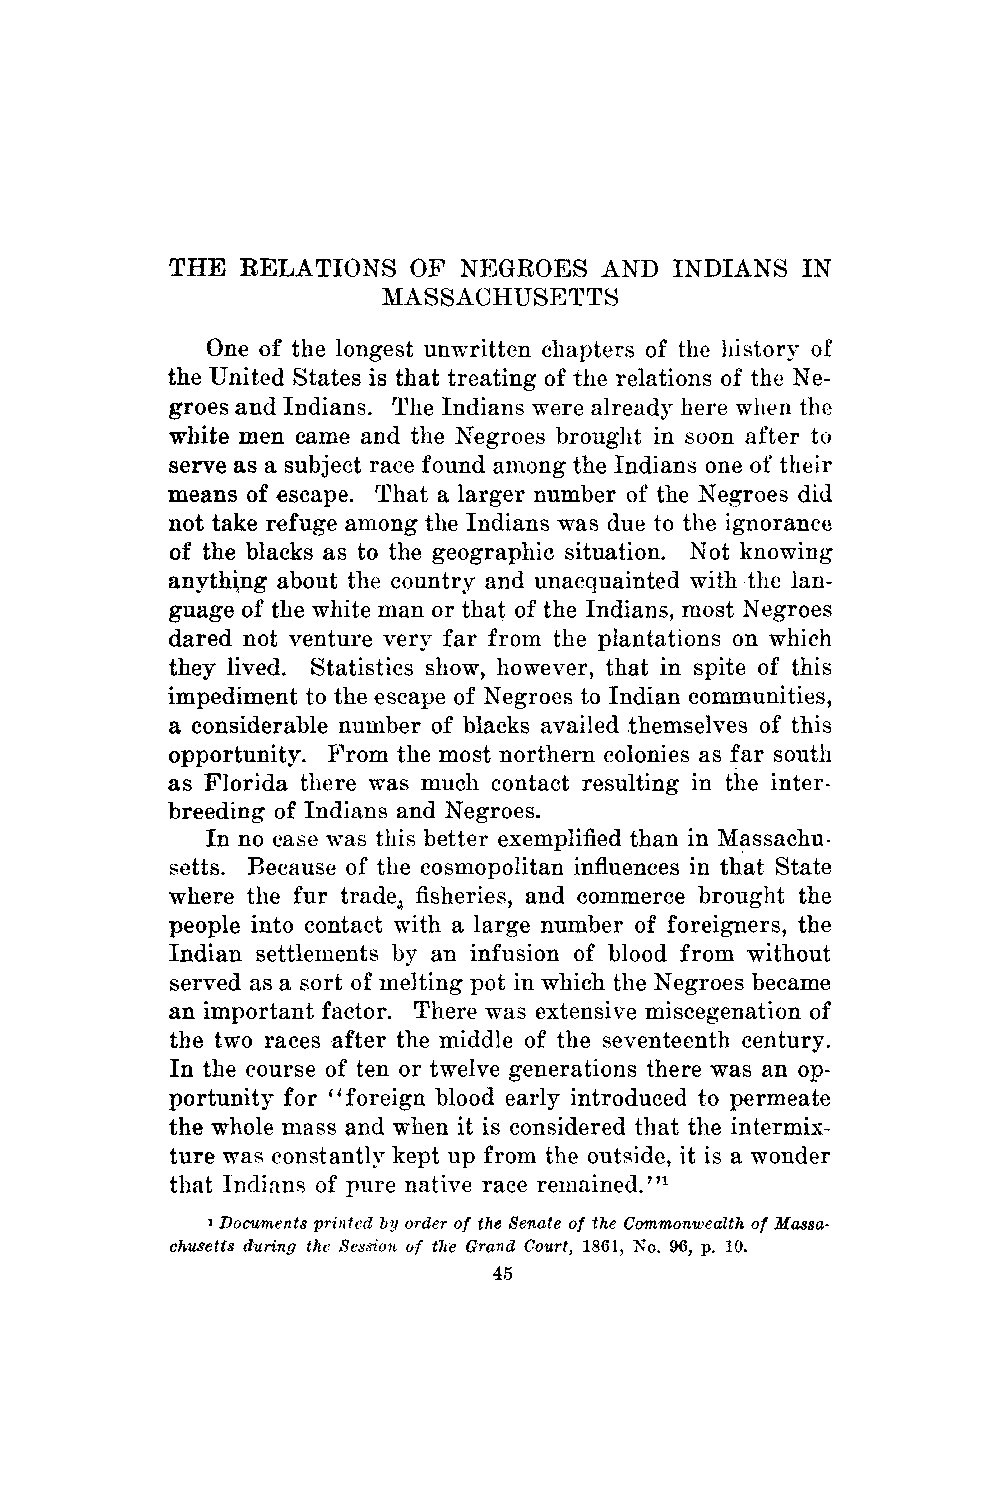 THE RELATIONS OF NEGROES AND INDIANS IN
MASSACHUSETTS
One of the longest unwritten chapters of the history of
the United States is that treating of the relations of the Ne-
groes and Indians. The Indians were already here when the
white men came and the Negroes brought in soon after to
serve as a subject race found among the Indians one of their
means of escape. That a larger number of the Negroes did
not take refuge among the Indians was due to the ignorance
of the blacks as to the geographic situation. Not knowing
anything about the country and unacquainted with the lan-
guage of the white man or that of the Indians, most Negroes
dared not venture very far from the plantations on which
they lived. Statistics show, however, that in spite of this
impediment to the escape of Negroes to Indian communities,
a considerable number of blacks availed themselves of this
opportunity. From the most northern colonies as far south
as Florida there was much contact resulting in the inter-
breeding of Indians and Negroes.
In no case was this better exemplified than in Massachu-
setts. Because of the cosmopolitan influences in that State
where the fur trade, fisheries, and commerce brought the
people into contact with a large number of foreigners, the
Indian settlements by an infusion of blood from without
served as a sort of melting pot in which the Negroes became
an important factor. There was extensive miscegenation of
the two races after the middle of the seventeenth century.
In the course of ten or twelve generations there was an op-
portunity for "foreign blood early introduced to permeate
the whole mass and when it is considered that the intermix-
ture was constantly kept up from the outside, it is a wonder
that Indians of pure native race remained."¹
¹ Documents printed by order of the Senate of the Commonwealth of Massa-
chusetts during the Session of the Grand Court, 1861, No. 96, p. 10.
45